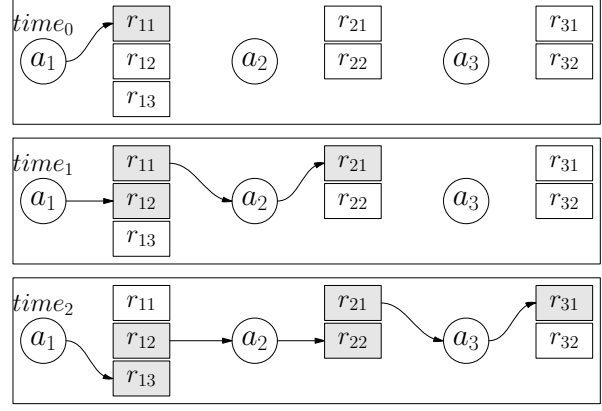 time₀ r₁₁ r₂₁ r₃₁
a₁ r₁₂ a₂ r₂₂ a₃ r₃₂
r₁₃
time₁ r₁₁ r₂₁ r₃₁
a₁ r₁₂ a₂ r₂₂ a₃ r₃₂
r₁₃
time₂ r₁₁ r₂₁ r₃₁
a₁ r₁₂ a₂ r₂₂ a₃ r₃₂
r₁₃